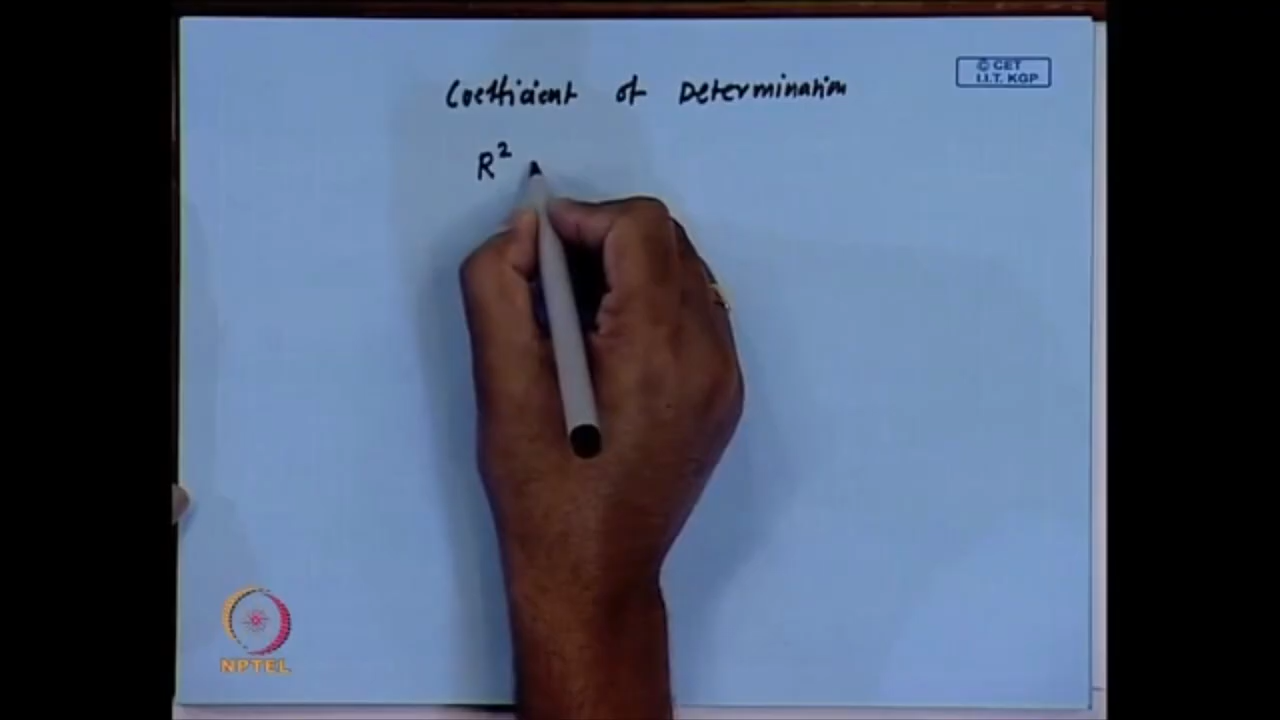 Coefficient of Determination
© CET
I.I.T. KGP
R²
NPTEL